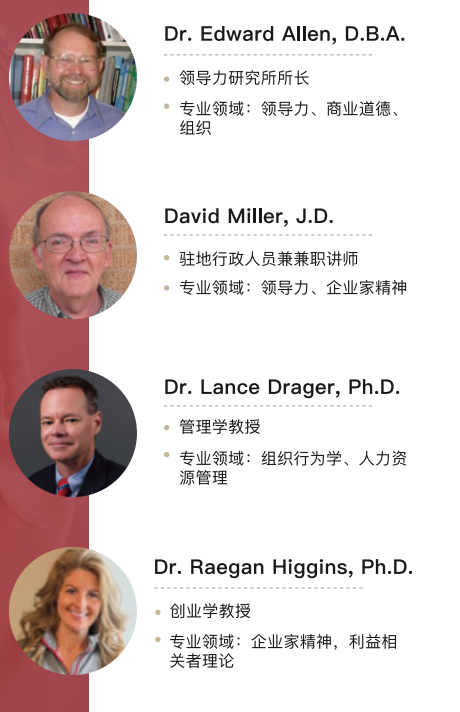 Dr. Edward Allen, D.B.A.
领导力研究所所长
专业领域：领导力、商业道德、
组织
David Miller, J.D.
驻地行政人员兼兼职讲师
专业领域：领导力、企业家精神
Dr. Lance Drager, Ph.D.
管理学教授
专业领域：组织行为学、人力资
源管理
Dr. Raegan Higgins, Ph.D.
创业学教授
专业领域：企业家精神，利益相
关者理论